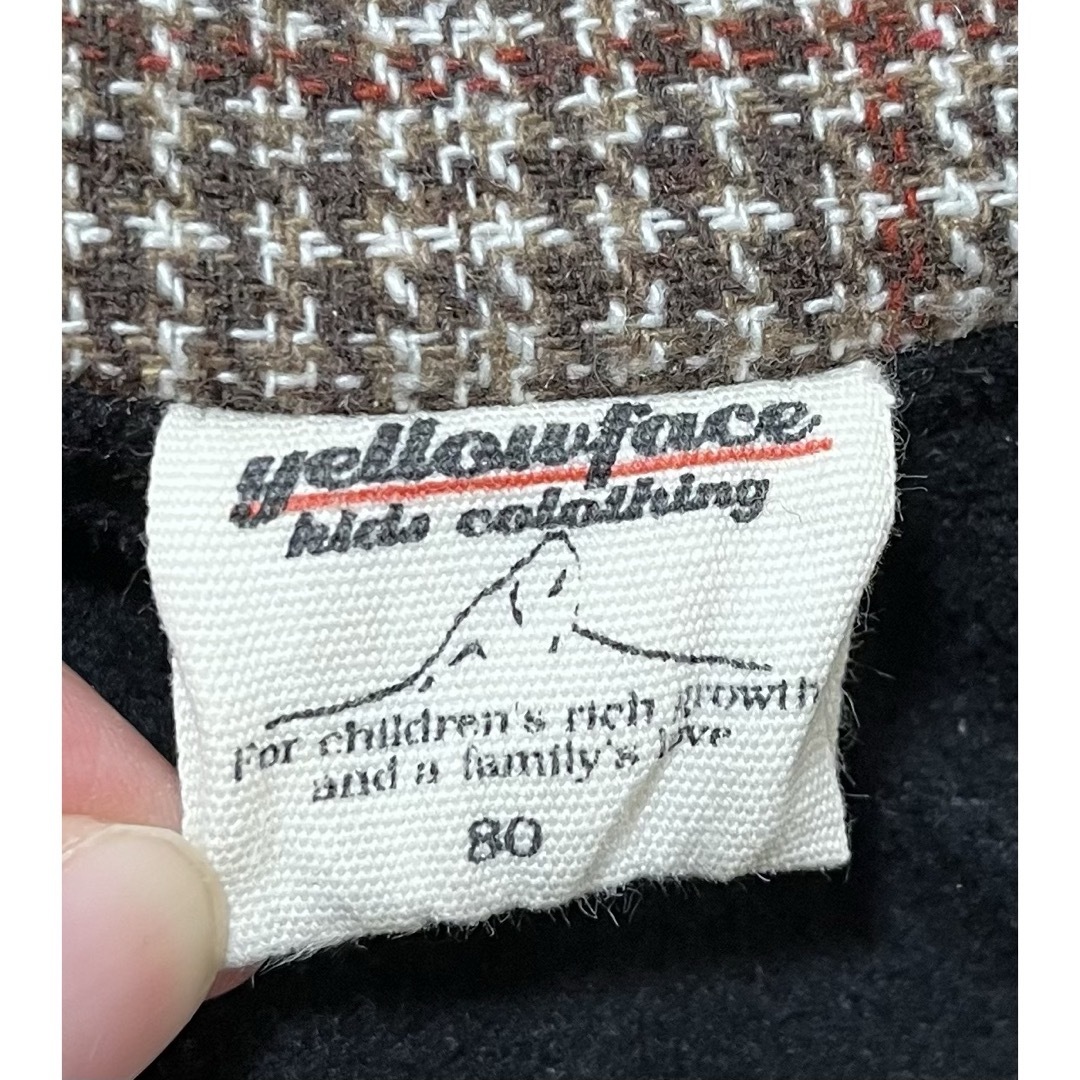 yellowface
kids colothing
For children's rich growth
and a family's love
80